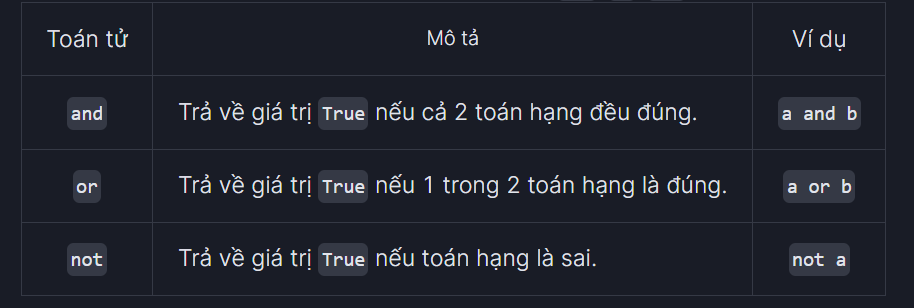 Toán tử Mô tả Ví dụ
and Trả về giá trị True nếu cả 2 toán hạng đều đúng. a and b
or Trả về giá trị True nếu 1 trong 2 toán hạng là đúng. a or b
not Trả về giá trị True nếu toán hạng là sai. not a